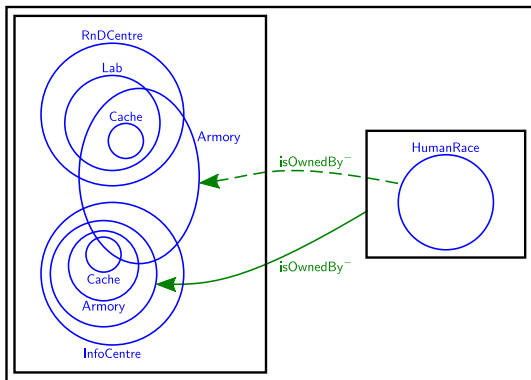 RnDCentre
Lab
Cache
Armory
isOwnedBy⁻
HumanRace
isOwnedBy⁻
Cache
Armory
InfoCentre